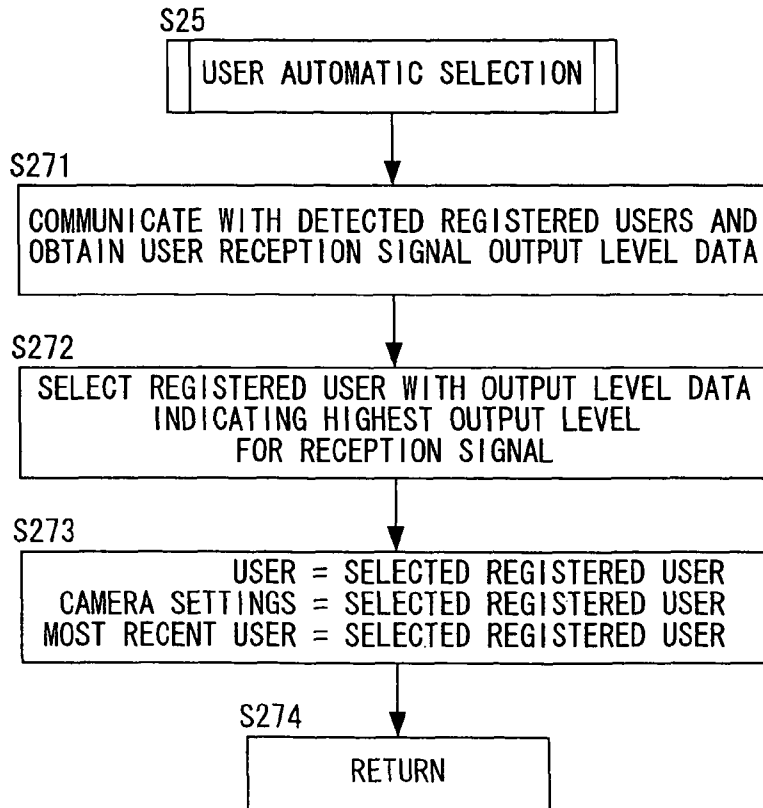 S25
USER AUTOMATIC SELECTION
S271
COMMUNICATE WITH DETECTED REGISTERED USERS AND
OBTAIN USER RECEPTION SIGNAL OUTPUT LEVEL DATA
S272
SELECT REGISTERED USER WITH OUTPUT LEVEL DATA
INDICATING HIGHEST OUTPUT LEVEL
FOR RECEPTION SIGNAL
S273
USER = SELECTED REGISTERED USER
CAMERA SETTINGS = SELECTED REGISTERED USER
MOST RECENT USER = SELECTED REGISTERED USER
S274
RETURN